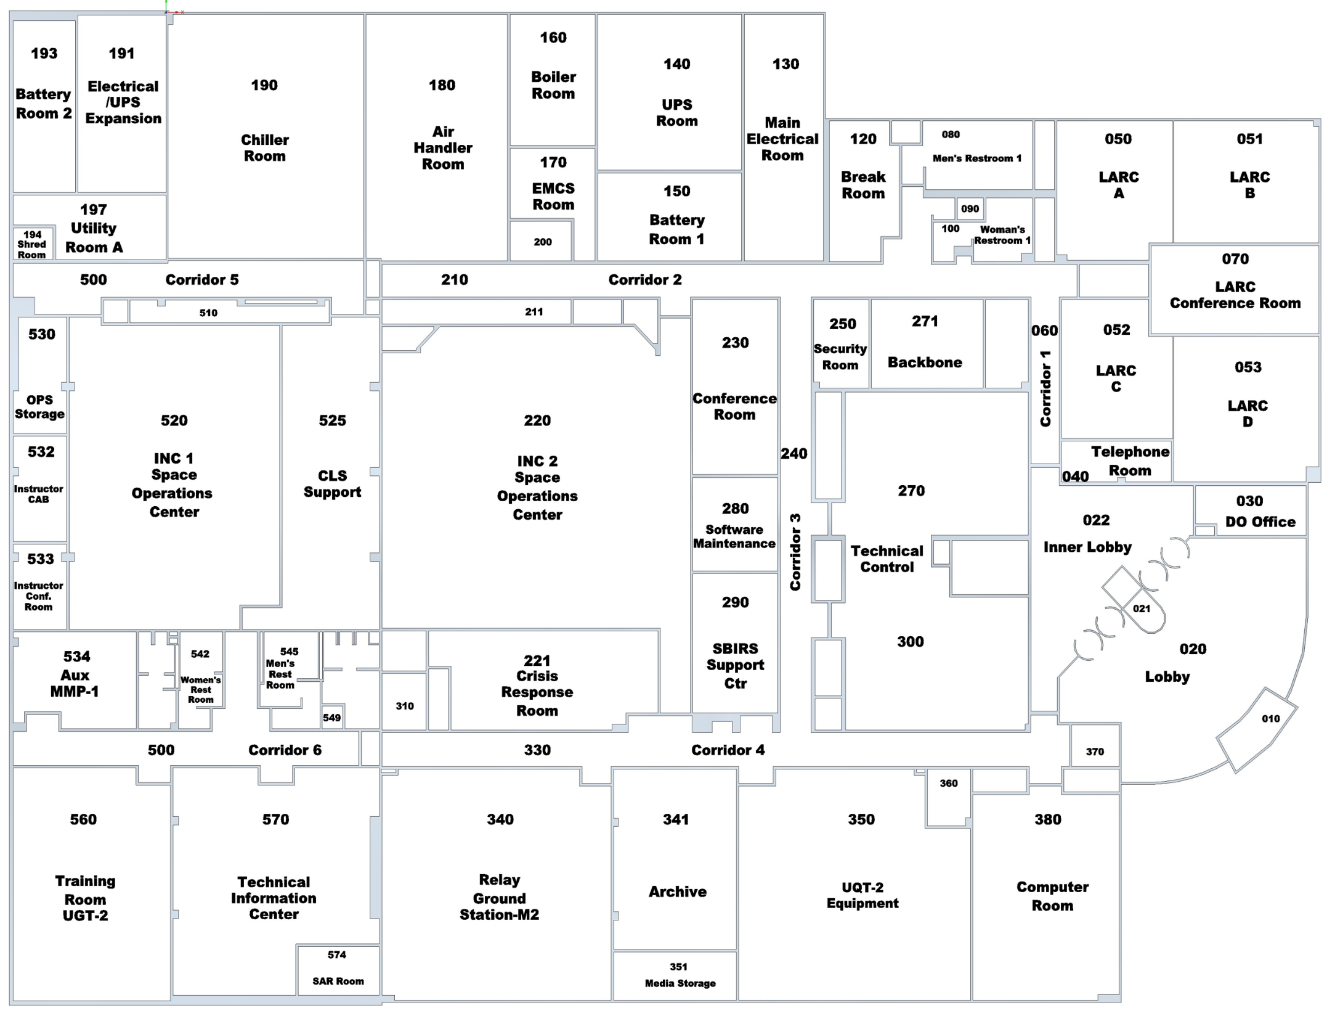 193
Battery
Room 2
191
Electrical
/UPS
Expansion
190
Chiller
Room
180
Air
Handler
Room
160
Boiler
Room
170
EMCS
Room
200
140
UPS
Room
150
Battery
Room 1
130
Main
Electrical
Room
120
Break
Room
080
Men's Restroom 1
090
100
Woman's
Restroom 1
050
LARC
A
051
LARC
B
197
Utility
Room A
194
Shred
Room
500
Corridor 5
210
Corridor 2
070
LARC
Conference Room
510
211
530
OPS
Storage
532
Instructor
CAB
533
Instructor
Conf.
Room
520
INC 1
Space
Operations
Center
525
CLS
Support
220
INC 2
Space
Operations
Center
230
Conference
Room
280
Software
Maintenance
290
SBIRS
Support
Ctr
240
Corridor 3
250
Security
Room
271
Backbone
060
Corridor 1
052
LARC
C
053
LARC
D
Telephone
Room
040
270
Technical
Control
300
022
Inner Lobby
030
DO Office
021
020
Lobby
010
534
Aux
MMP-1
542
Women's
Rest
Room
545
Men's
Rest
Room
549
310
221
Crisis
Response
Room
500
Corridor 6
330
Corridor 4
370
560
Training
Room
UGT-2
570
Technical
Information
Center
574
SAR Room
340
Relay
Ground
Station-M2
341
Archive
351
Media Storage
350
UQT-2
Equipment
360
380
Computer
Room